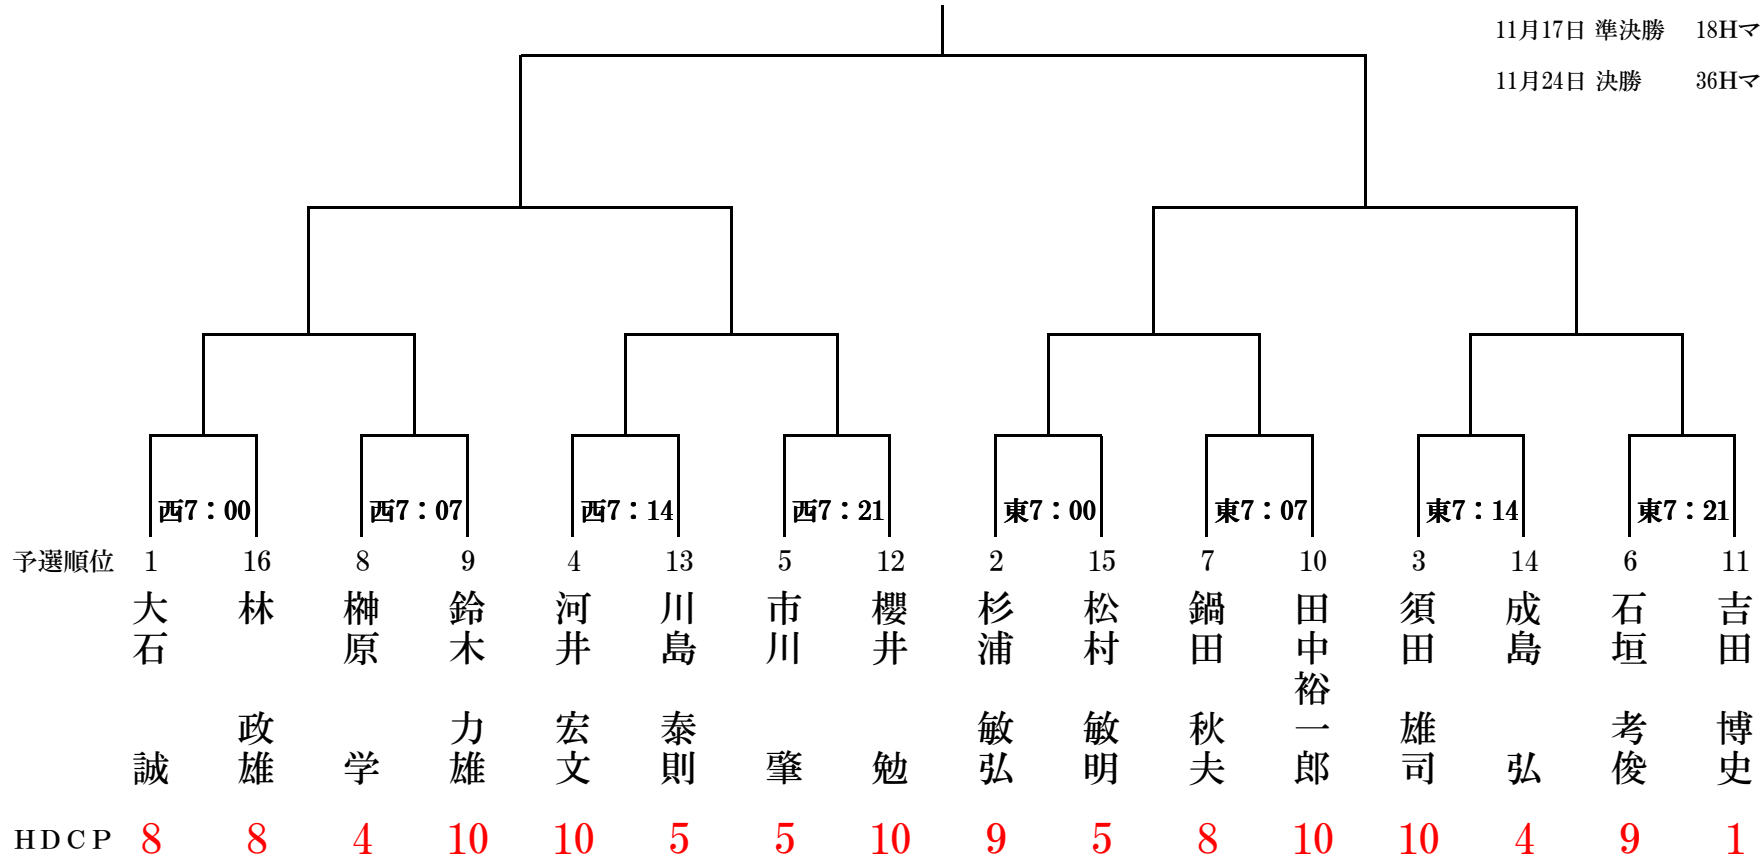 11月17日 準決勝 18Hマ
11月24日 決勝 36Hマ
西7：00 西7：07 西7：14 西7：21 東7：00 東7：07 東7：14 東7：21
予選順位 1 16 8 9 4 13 5 12 2 15 7 10 3 14 6 11
大石 誠
林 政雄
榊原 学
鈴木 力雄
河井 宏文
川島 泰則
市川 肇
櫻井 勉
杉浦 敏弘
松村 敏明
鍋田 秋夫
田中裕一郎
須田 雄司
成島 弘
石垣 考俊
吉田 博史
HDCP 8 8 4 10 10 5 5 10 9 5 8 10 10 4 9 1